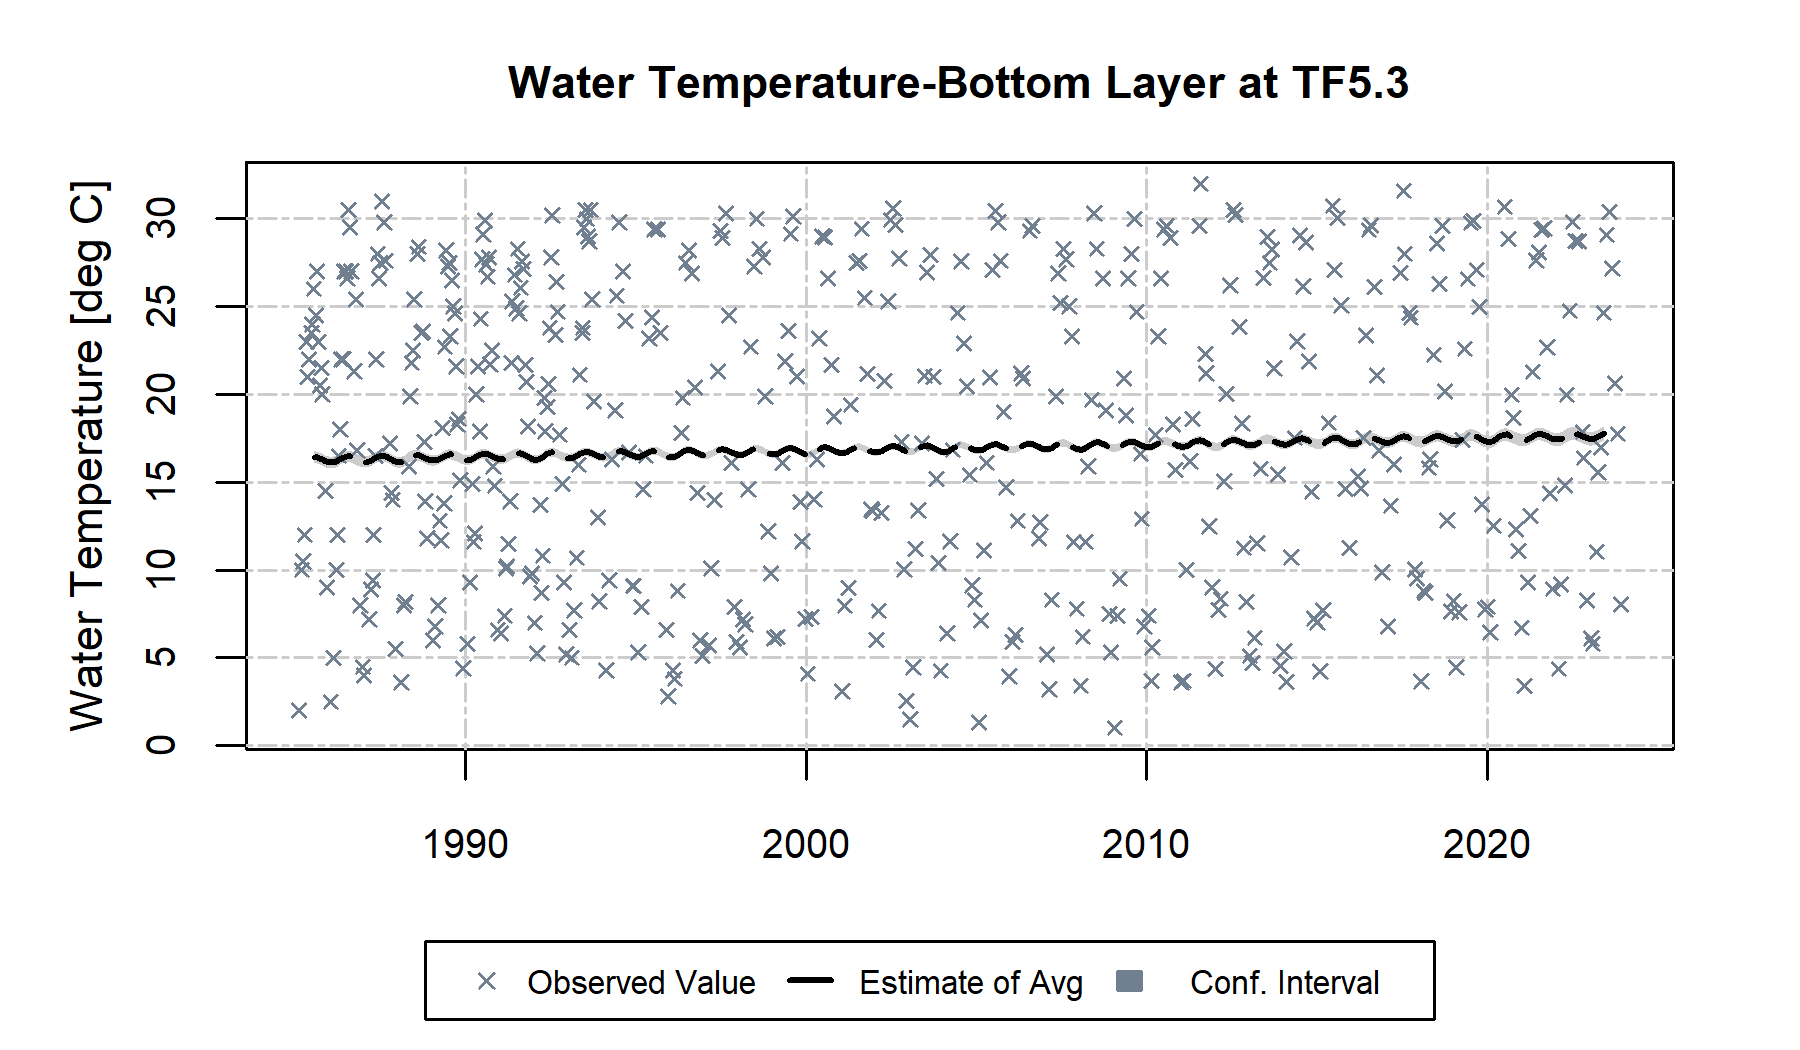 Water Temperature-Bottom Layer at TF5.3
Water Temperature [deg C]
30
25
20
15
10
5
0
1990 2000 2010 2020
Observed Value Estimate of Avg Conf. Interval